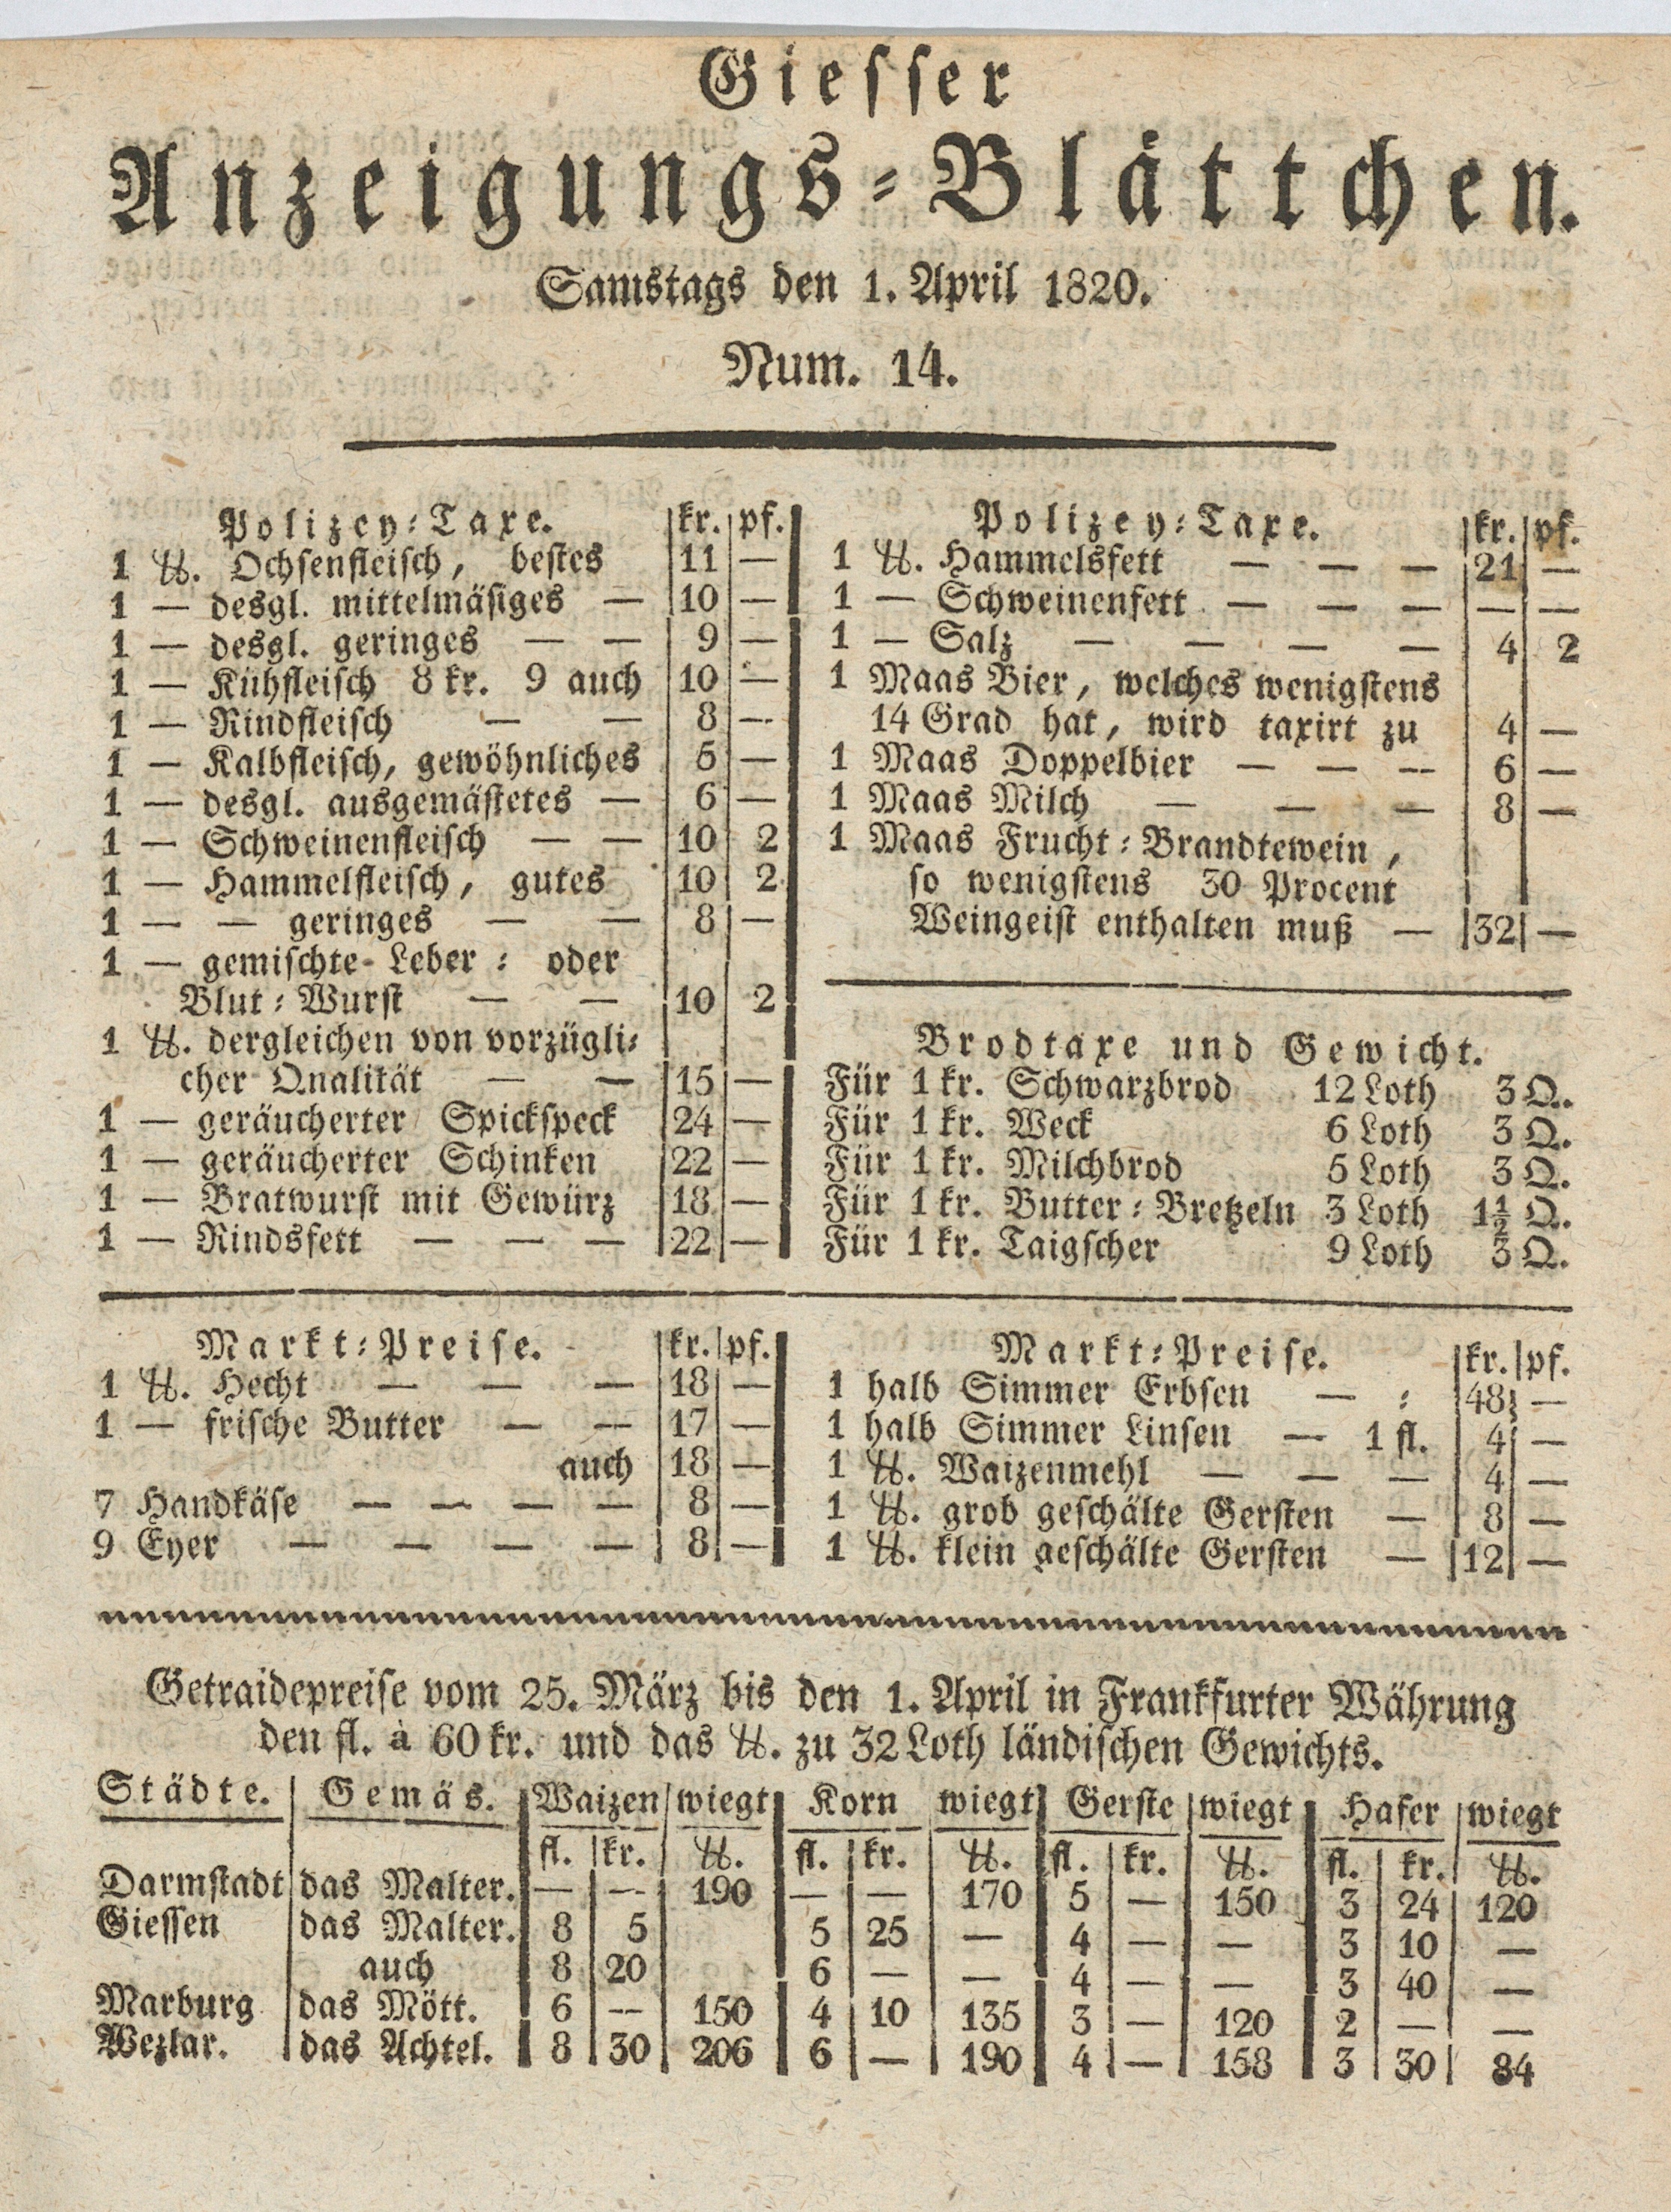 Giesser
Anzeigungs-Blättchen.
Samstags den 1. April 1820.
Num. 14.
Polizey-Taxe. kr. pf.
1 ℔. Ochsenfleisch, bestes 11 —
1 — desgl. mittelmäsiges — 10 —
1 — desgl. geringes — — 9 —
1 — Kühfleisch 8 kr. 9 auch 10 —
1 — Rindfleisch — — 8 —
1 — Kalbfleisch, gewöhnliches 5 —
1 — desgl. ausgemästetes — 6 —
1 — Schweinenfleisch — — 10 2
1 — Hammelfleisch, gutes 10 2
1 — — geringes — — 8 —
1 — gemischte-Leber- oder
Blut-Wurst — — 10 2
1 ℔. dergleichen von vorzügli-
cher Qnalität — — 15 —
1 — geräucherter Spickspeck 24 —
1 — geräucherter Schinken 22 —
1 — Bratwurst mit Gewürz 18 —
1 — Rindsfett — — — 22 —
Polizey-Taxe. kr. pf.
1 ℔. Hammelsfett — — — 21 —
1 — Schweinenfett — — — — —
1 — Salz — — — — 4 2
1 Maas Bier, welches wenigstens
14 Grad hat, wird taxirt zu 4 —
1 Maas Doppelbier — — — 6 —
1 Maas Milch — — — 8 —
1 Maas Frucht-Brandtewein,
so wenigstens 30 Procent
Weingeist enthalten muß — 32 —
Brodtaxe und Gewicht.
Für 1 kr. Schwarzbrod 12 Loth 3 Q.
Für 1 kr. Weck 6 Loth 3 Q.
Für 1 kr. Milchbrod 5 Loth 3 Q.
Für 1 kr. Butter-Bretzeln 3 Loth 1½ Q.
Für 1 kr. Taigscher 9 Loth 3 Q.
Markt-Preise. kr. pf.
1 ℔. Hecht — — — 18 —
1 — frische Butter — — 17 —
auch 18 —
7 Handkäse — — — — 8 —
9 Eyer — — — — 8 —
Markt-Preise. kr. pf.
1 halb Simmer Erbsen — - 48 —
1 halb Simmer Linsen — 1 fl. 4 —
1 ℔. Waizenmehl — — — 4 —
1 ℔. grob geschälte Gersten — 8 —
1 ℔. klein geschälte Gersten — 12 —
Getraidepreise vom 25. März bis den 1. April in Frankfurter Währung
den fl. à 60 kr. und das ℔. zu 32 Loth ländischen Gewichts.
Städte. Gemäs. Waizen wiegt Korn wiegt Gerste wiegt Hafer wiegt
fl. kr. ℔. fl. kr. ℔. fl. kr. ℔. fl. kr. ℔.
Darmstadt das Malter. — — 190 — — 170 5 — 150 3 24 120
Giessen das Malter. 8 5 5 25 — 4 — — 3 10 —
auch 8 20 6 — — 4 — — 3 40 —
Marburg das Mött. 6 — 150 4 10 135 3 — 120 2 — —
Wezlar. das Achtel. 8 30 206 6 — 190 4 — 158 3 30 84